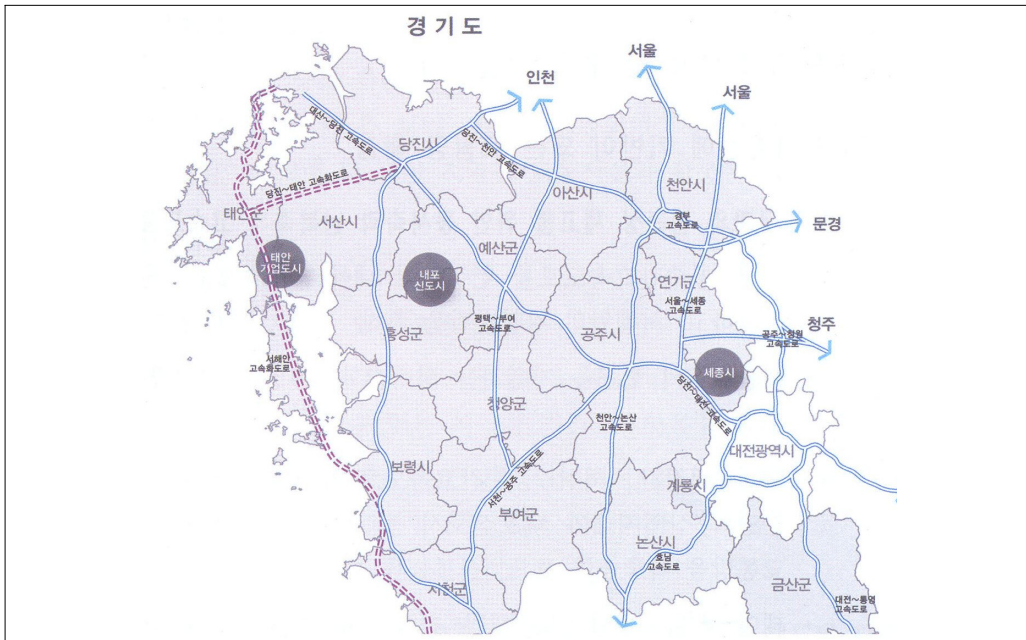 경기도
서울
인천
서울
대산~당진 고속도로
당진시
당진~천안 고속도로
천안시
아산시
당진~태안 고속화도로
태안군
서산시
경부
고속도로
문경
예산군
태안
기업도시
내포
신도시
연기군
서울~세종
고속도로
평택~부여
고속도로
홍성군
공주시
공주~청원
고속도로
청주
서해안
고속화도로
세종시
당진~대전 고속도로
청양군
천안~논산
고속도로
대전광역시
보령시
서천~공주 고속도로
계룡시
부여군
논산시
호남
고속도로
서천군
금산군
대전~통영
고속도로